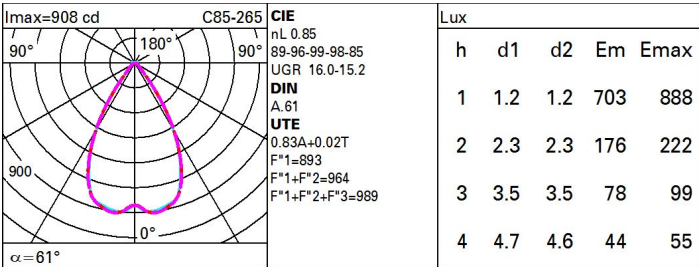 Imax=908 cd C85-265
90° 180° 90°
900
0°
α=61°
CIE
nL 0.85
89-96-99-98-85
UGR 16.0-15.2
DIN
A.61
UTE
0.83A+0.02T
F"1=893
F"1+F"2=964
F"1+F"2+F"3=989
Lux
h d1 d2 Em Emax
1 1.2 1.2 703 888
2 2.3 2.3 176 222
3 3.5 3.5 78 99
4 4.7 4.6 44 55